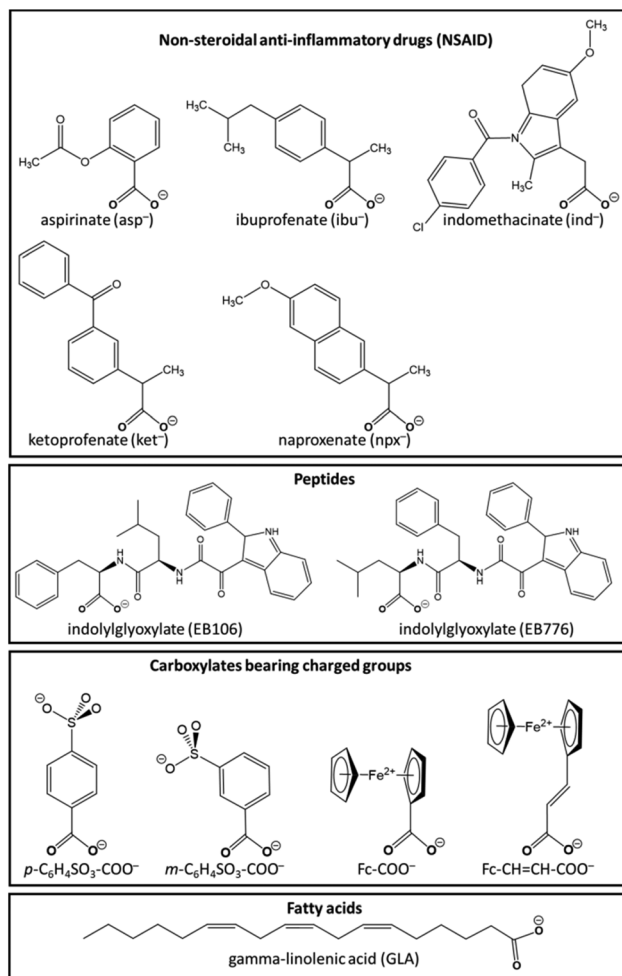 Non-steroidal anti-inflammatory drugs (NSAID)
CH₃
O
O
O
N
CH₃
H₃C
CH₃
O
H₃C
O
CH₃
H₃C
O
O⊖
O
O⊖
Cl
O
O⊖
aspirinate (asp⁻)
ibuprofenate (ibu⁻)
indomethacinate (ind⁻)
O
O
H₃C
CH₃
CH₃
O
O⊖
O
O⊖
ketoprofenate (ket⁻)
naproxenate (npx⁻)
Peptides
NH
NH
H
N
O
H
N
O
O
N
H
O
N
H
O
O⊖
O
O
O
O⊖
O
indolylglyoxylate (EB106)
indolylglyoxylate (EB776)
Carboxylates bearing charged groups
⊖
O
O
O
S
O
O
S
⊖
O
Fe²⁺
Fe²⁺
O
O⊖
O
O⊖
O
O⊖
O
O⊖
p-C₆H₄SO₃-COO⁻
m-C₆H₄SO₃-COO⁻
Fc-COO⁻
Fc-CH=CH-COO⁻
Fatty acids
O⊖
O
gamma-linolenic acid (GLA)